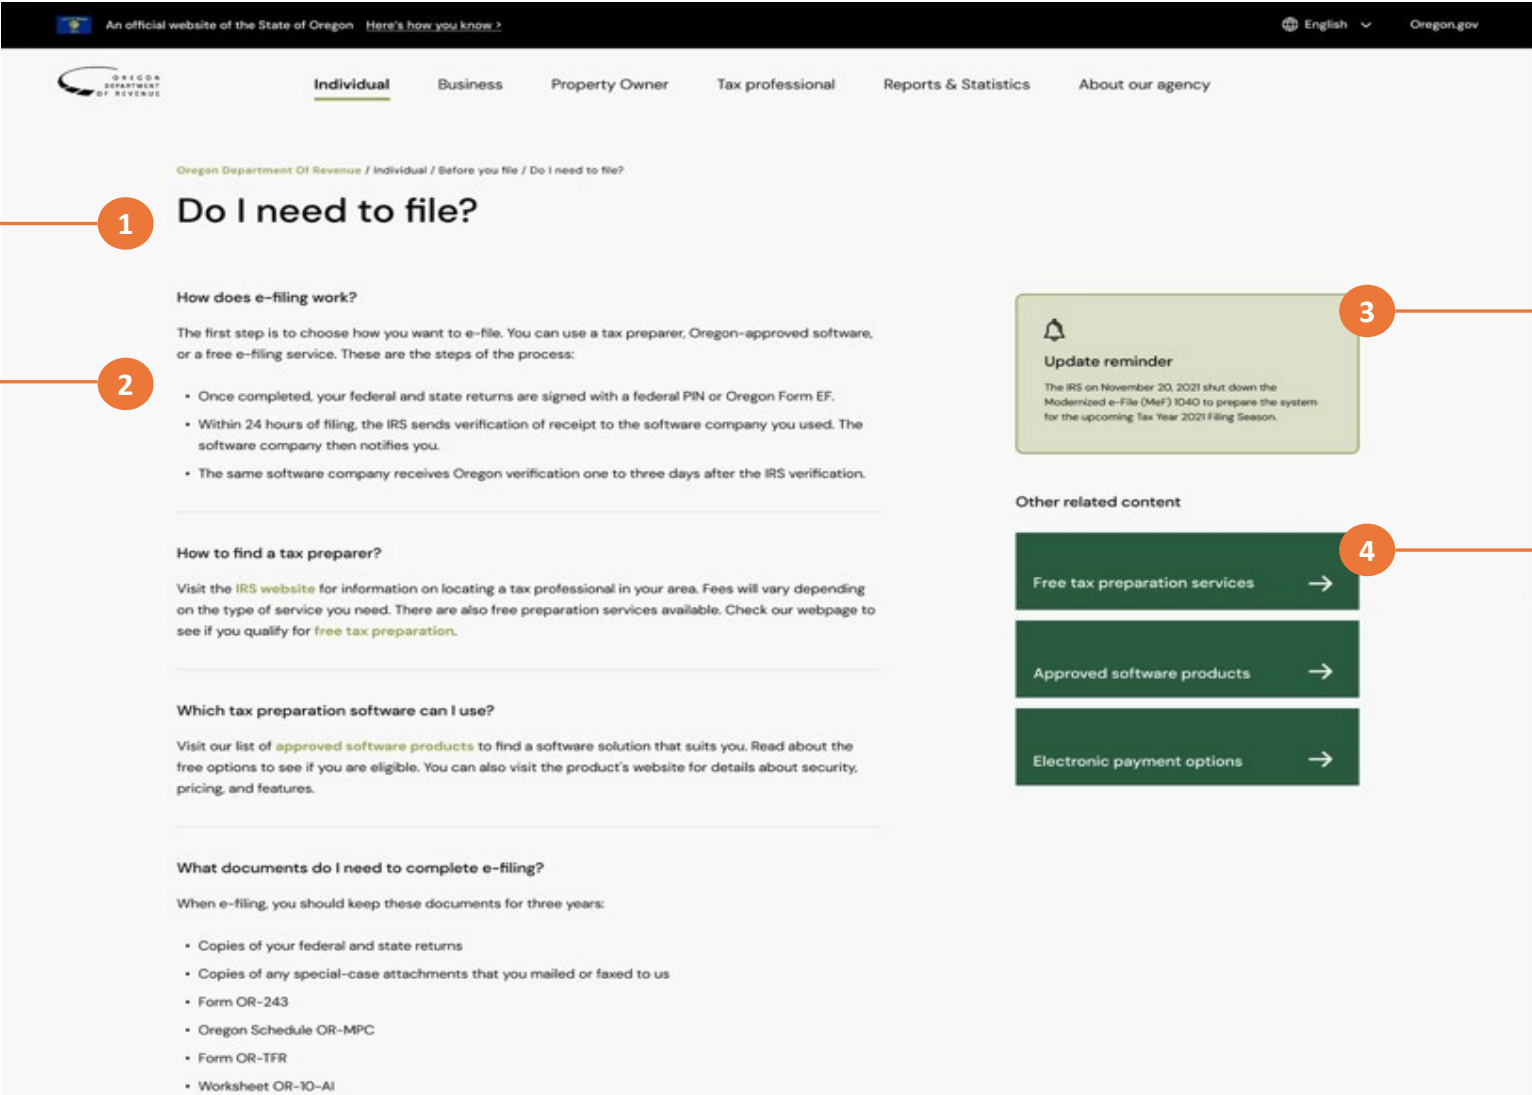 An official website of the State of Oregon Here's how you know >
English
Oregon.gov
OREGON
DEPARTMENT
OF REVENUE
Individual
Business
Property Owner
Tax professional
Reports & Statistics
About our agency
Oregon Department Of Revenue / Individual / Before you file / Do I need to file?
1
Do I need to file?
How does e-filing work?
The first step is to choose how you want to e-file. You can use a tax preparer, Oregon-approved software,
or a free e-filing service. These are the steps of the process:
2
• Once completed, your federal and state returns are signed with a federal PIN or Oregon Form EF.
• Within 24 hours of filing, the IRS sends verification of receipt to the software company you used. The
software company then notifies you.
• The same software company receives Oregon verification one to three days after the IRS verification.
How to find a tax preparer?
Visit the IRS website for information on locating a tax professional in your area. Fees will vary depending
on the type of service you need. There are also free preparation services available. Check our webpage to
see if you qualify for free tax preparation.
Which tax preparation software can I use?
Visit our list of approved software products to find a software solution that suits you. Read about the
free options to see if you are eligible. You can also visit the product's website for details about security,
pricing, and features.
What documents do I need to complete e-filing?
When e-filing, you should keep these documents for three years:
• Copies of your federal and state returns
• Copies of any special-case attachments that you mailed or faxed to us
• Form OR-243
• Oregon Schedule OR-MPC
• Form OR-TFR
• Worksheet OR-10-AI
3
Update reminder
The IRS on November 20, 2021 shut down the
Modernized e-File (MeF) 1040 to prepare the system
for the upcoming Tax Year 2021 Filing Season.
Other related content
4
Free tax preparation services
Approved software products
Electronic payment options